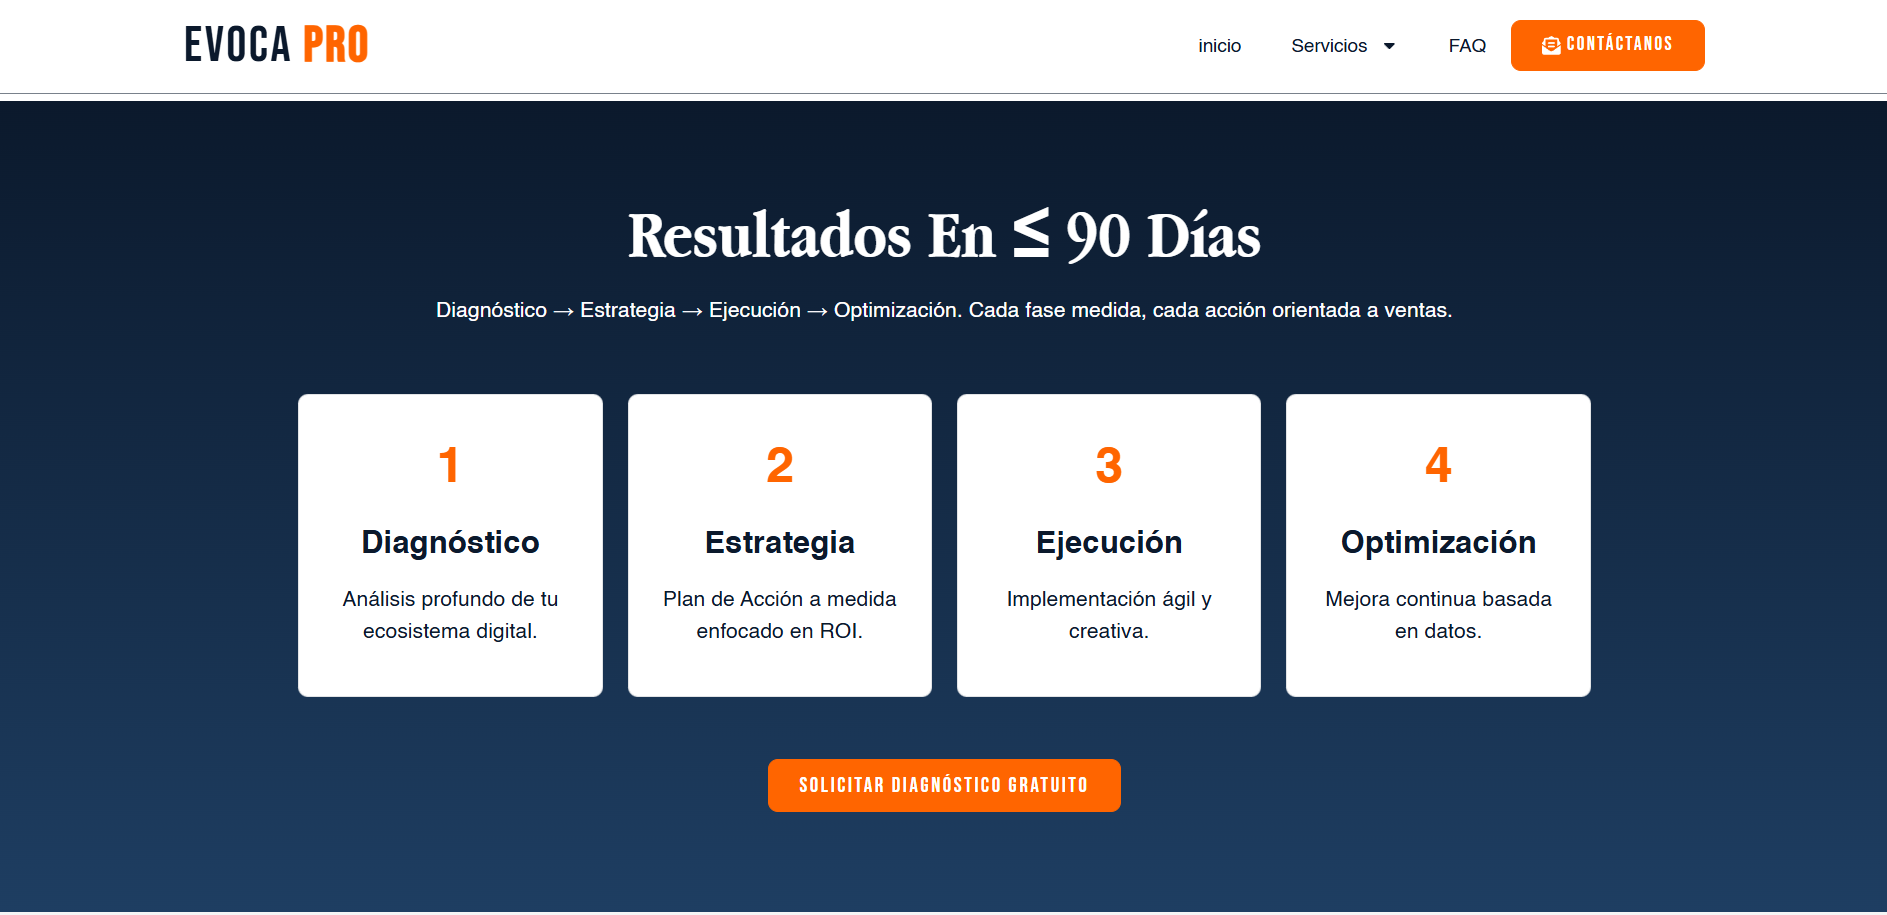 EVOCA PRO
inicio
Servicios
FAQ
CONTÁCTANOS
Resultados En ≤ 90 Días
Diagnóstico → Estrategia → Ejecución → Optimización. Cada fase medida, cada acción orientada a ventas.
1
Diagnóstico
Análisis profundo de tu
ecosistema digital.
2
Estrategia
Plan de Acción a medida
enfocado en ROI.
3
Ejecución
Implementación ágil y
creativa.
4
Optimización
Mejora continua basada
en datos.
SOLICITAR DIAGNÓSTICO GRATUITO